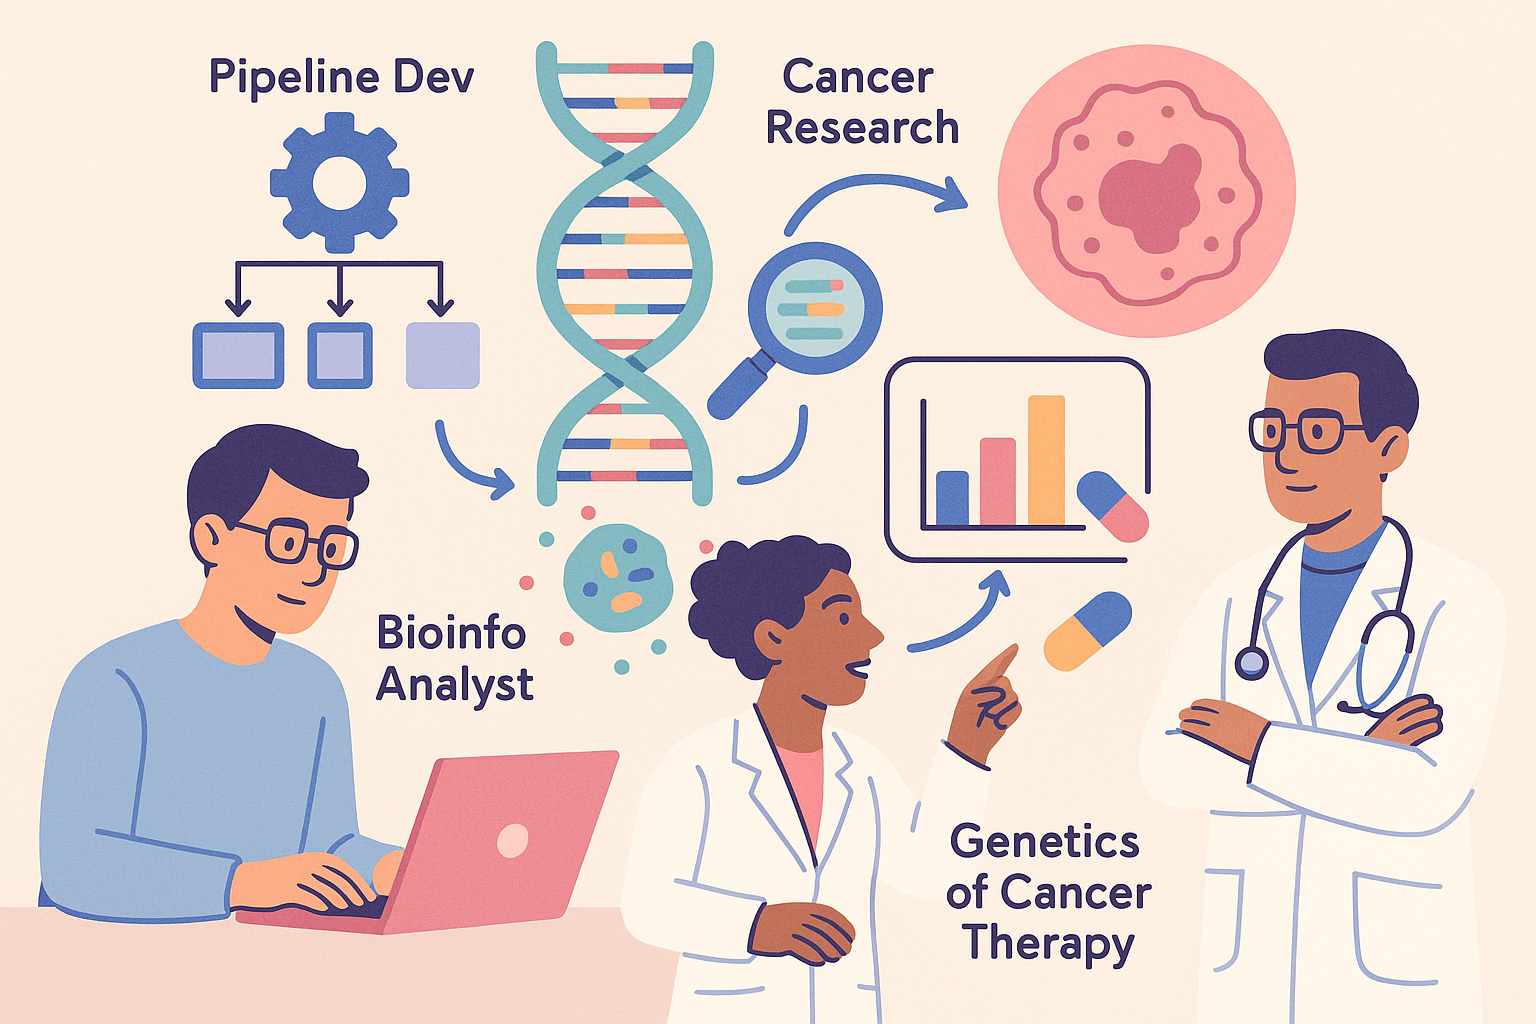 Pipeline Dev
Cancer
Research
Bioinfo
Analyst
Genetics
of Cancer
Therapy